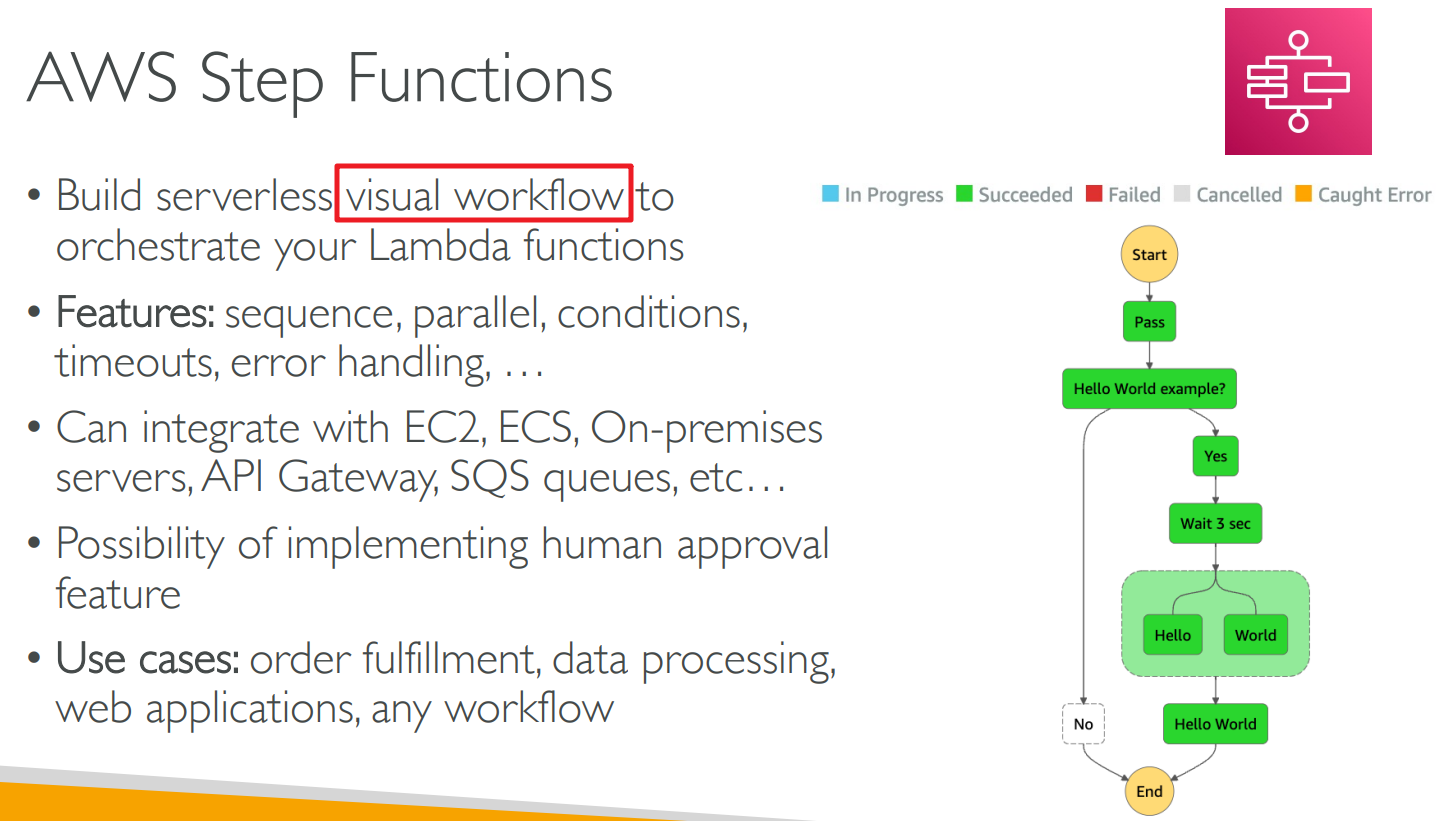 AWS Step Functions
• Build serverless visual workflow to
orchestrate your Lambda functions
• Features: sequence, parallel, conditions,
timeouts, error handling, …
• Can integrate with EC2, ECS, On-premises
servers, API Gateway, SQS queues, etc…
• Possibility of implementing human approval
feature
• Use cases: order fulfillment, data processing,
web applications, any workflow
In Progress Succeeded Failed Cancelled Caught Error
Start
Pass
Hello World example?
Yes
Wait 3 sec
Hello World
No Hello World
End